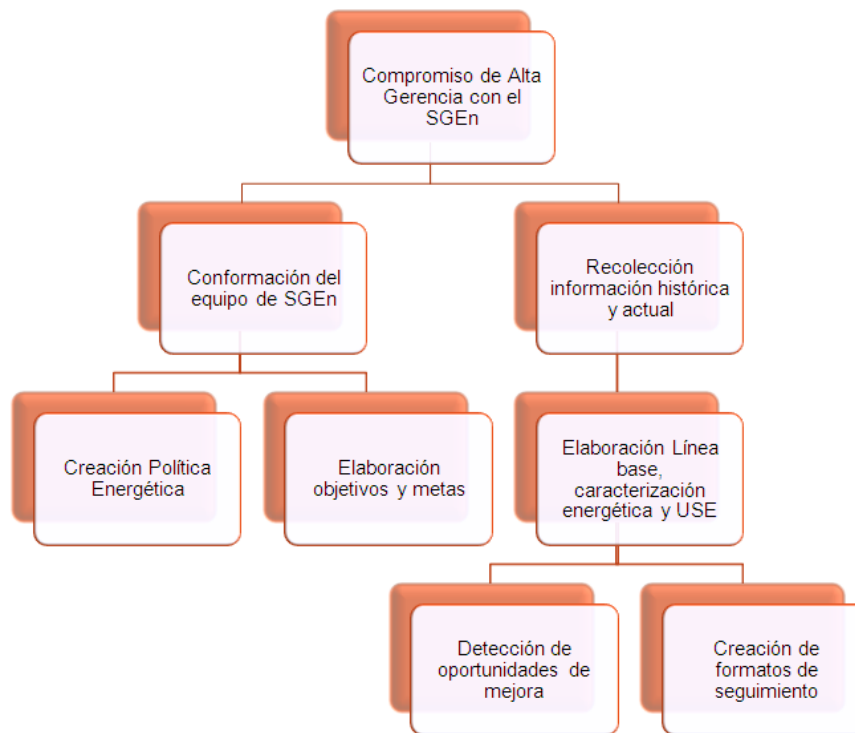 Compromiso de Alta
Gerencia con el
SGEn
Conformación del
equipo de SGEn
Recolección
información histórica
y actual
Creación Política
Energética
Elaboración
objetivos y metas
Elaboración Línea
base,
caracterización
energética y USE
Detección de
oportunidades de
mejora
Creación de
formatos de
seguimiento